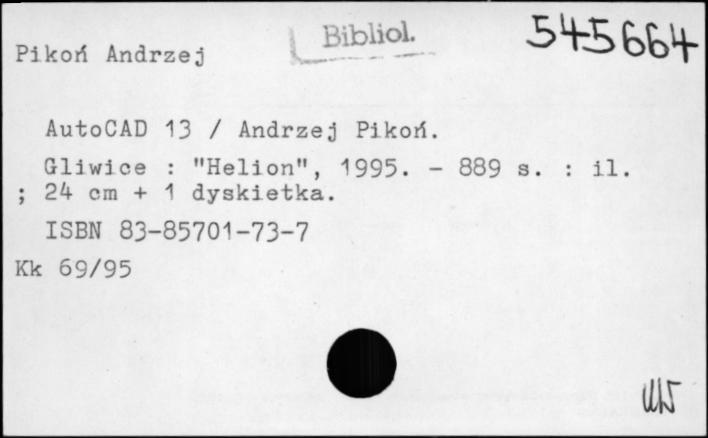 Bibliol.
545664
Pikoń Andrzej
AutoCAD 13 / Andrzej Pikoń.
Gliwice : "Helion", 1995. - 889 s. : il.
; 24 cm + 1 dyskietka.
ISBN 83-85701-73-7
Kk 69/95